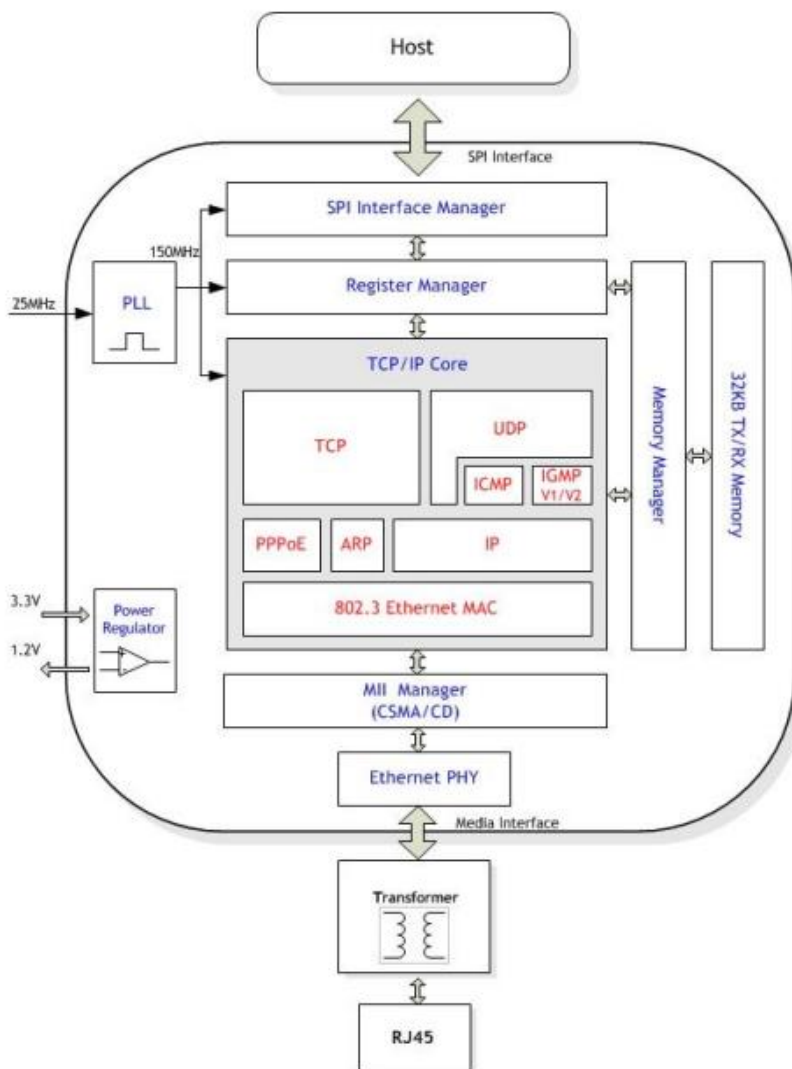 Host
SPI Interface
SPI Interface Manager
150MHz
Register Manager
25MHz
PLL
TCP/IP Core
TCP
UDP
ICMP
IGMP
V1/V2
PPPoE
ARP
IP
802.3 Ethernet MAC
Memory Manager
32KB TX/RX Memory
3.3V
1.2V
Power
Regulator
MII Manager
(CSMA/CD)
Ethernet PHY
Media Interface
Transformer
RJ45